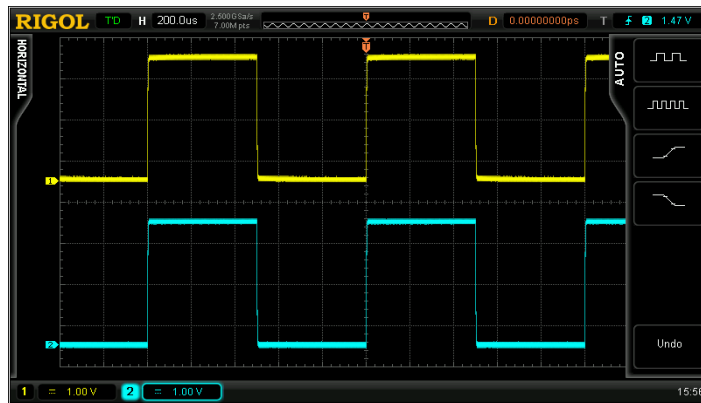 RIGOL T'D H 200.0us 2.500GSa/s 7.00M pts T D 0.00000000ps T 2 1.47 V
HORIZONTAL
T
AUTO
1
2
Undo
1 = 1.00 V 2 = 1.00 V 15:56